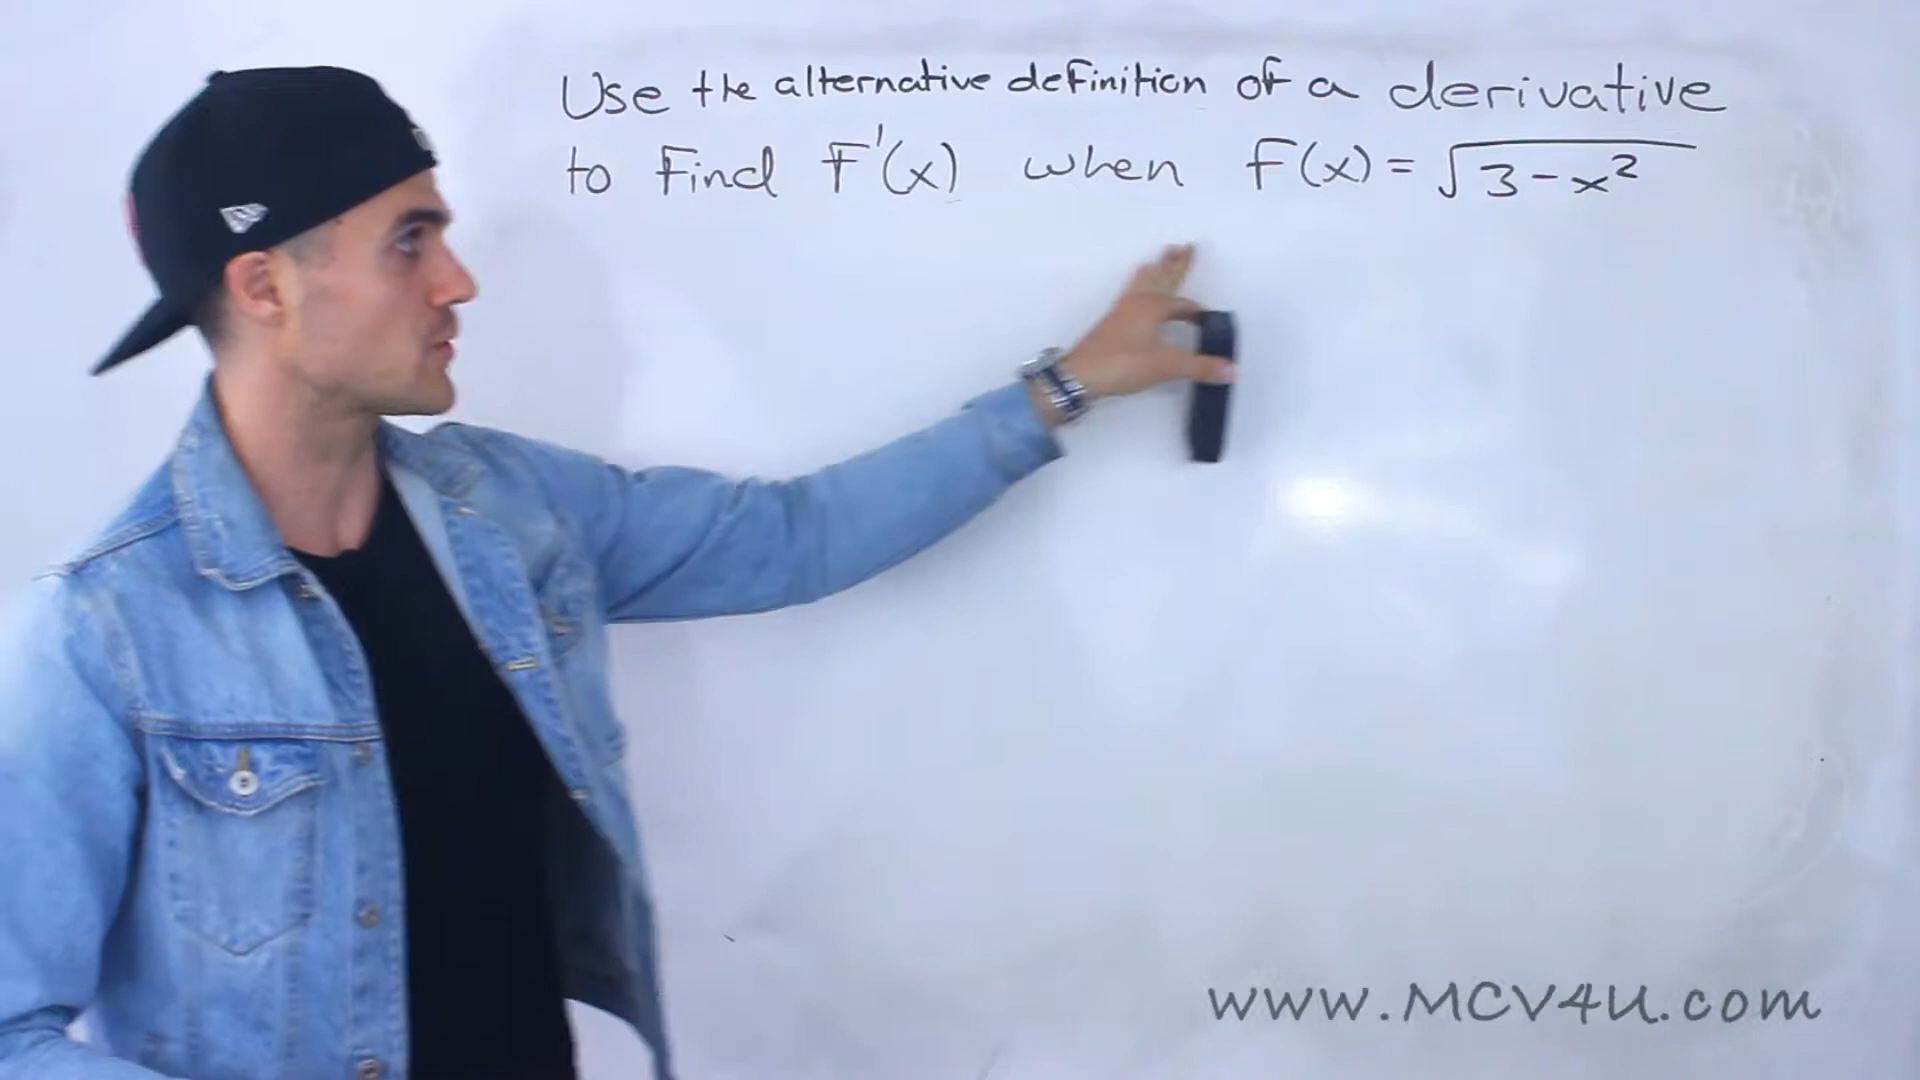 Use the alternative definition of a derivative
to find F'(x) when F(x) = √3-x²
www.MCV4U.com